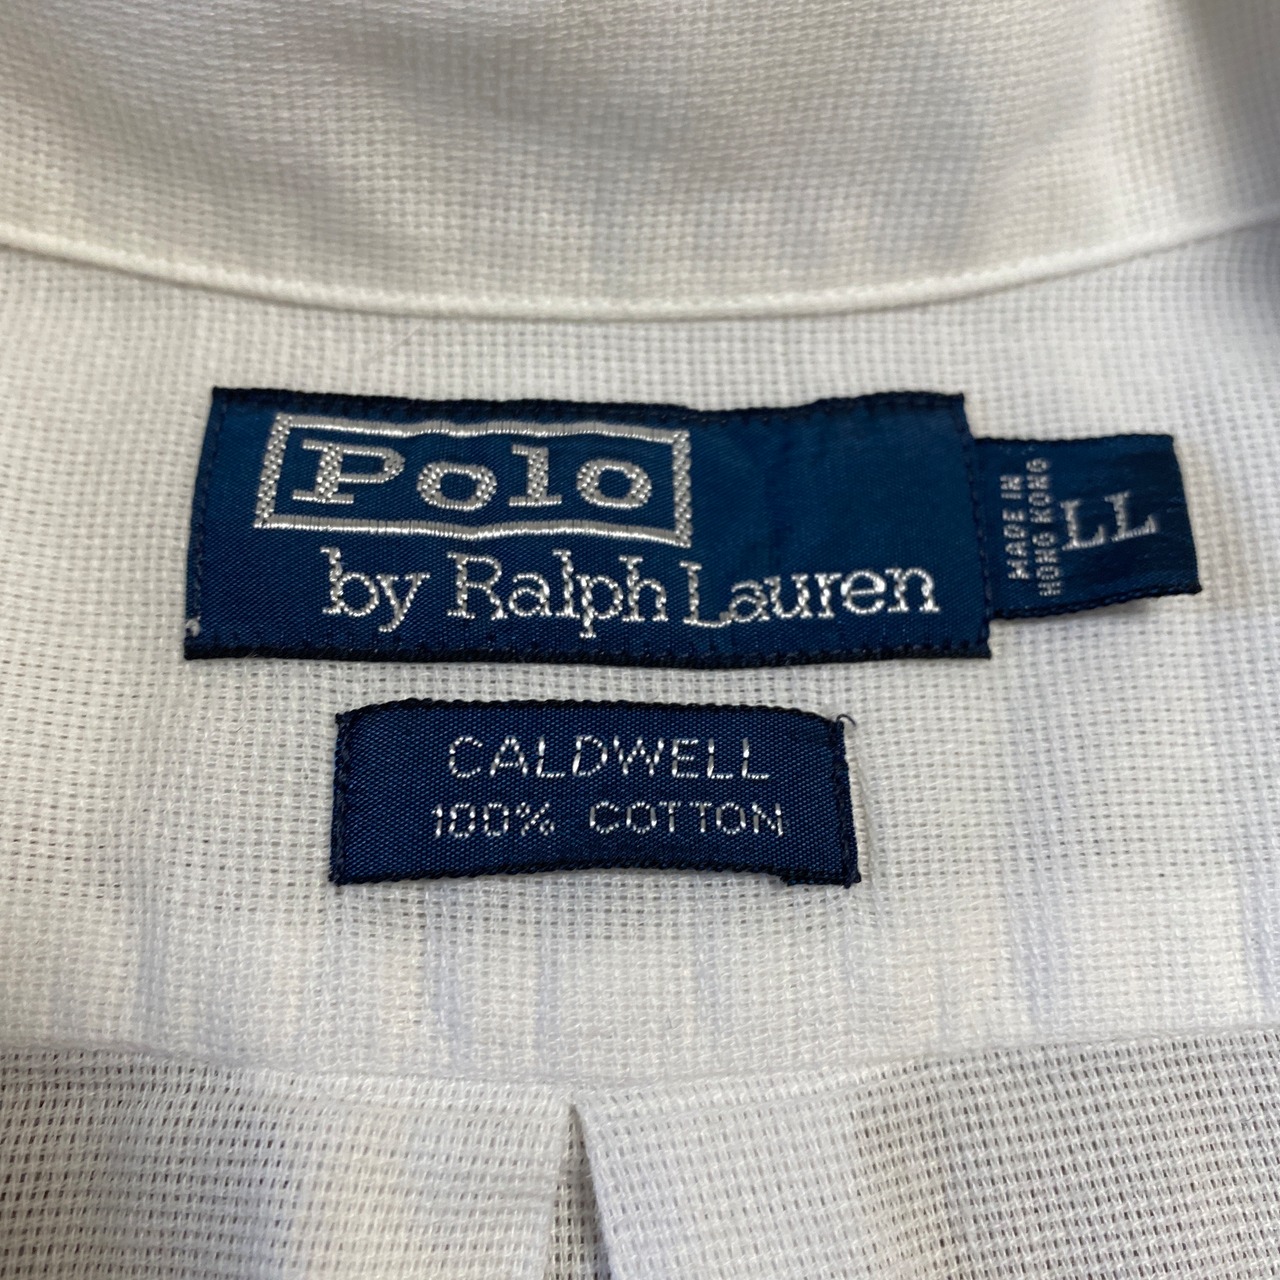 Polo
by Ralph Lauren
MADE IN
HONG KONG
LL
CALDWELL
100% COTTON